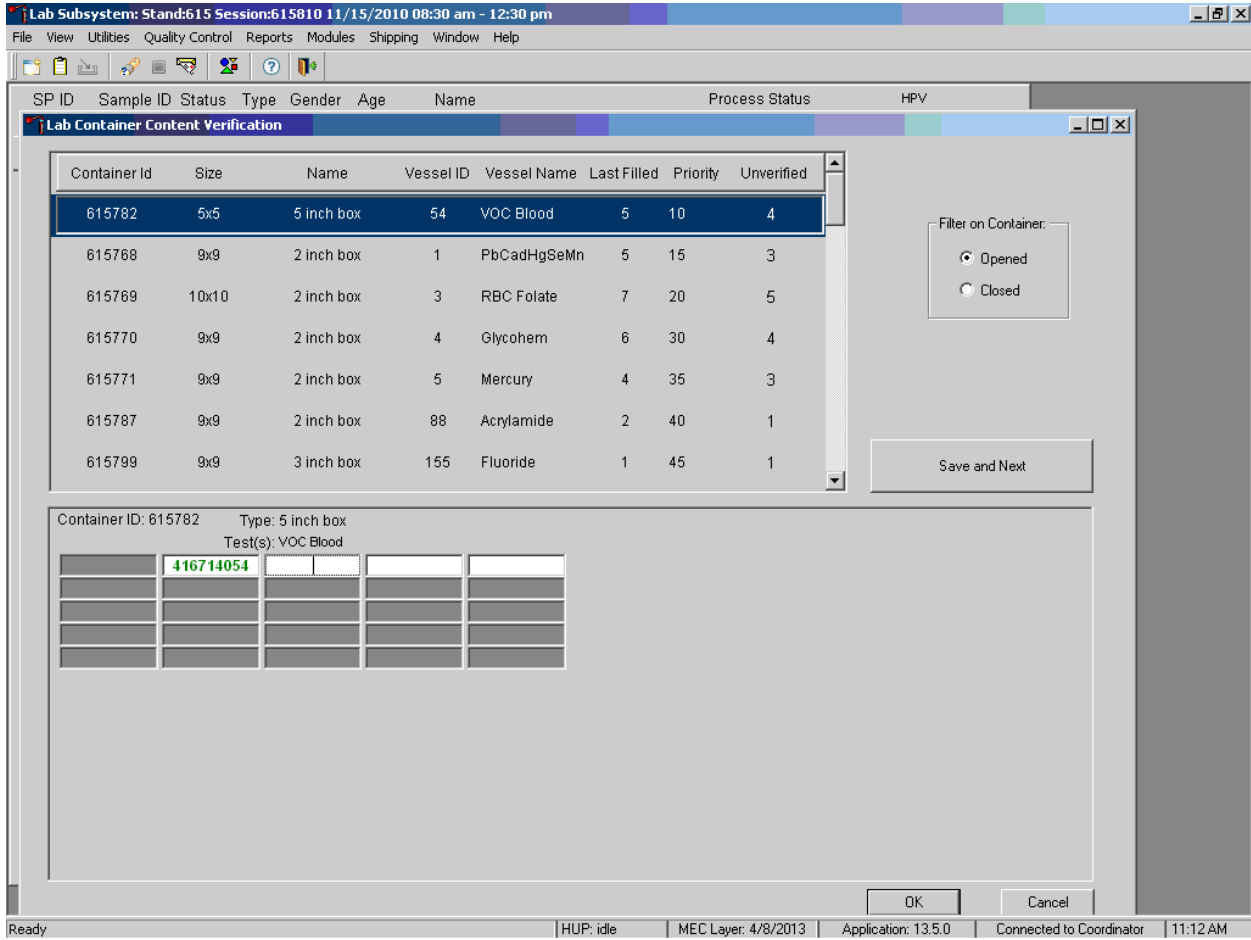 Lab Subsystem: Stand:615 Session:615810 11/15/2010 08:30 am - 12:30 pm
File View Utilities Quality Control Reports Modules Shipping Window Help
SP ID Sample ID Status Type Gender Age Name Process Status HPV
Lab Container Content Verification
Container Id Size Name Vessel ID Vessel Name Last Filled Priority Unverified
615782 5x5 5 inch box 54 VOC Blood 5 10 4
615768 9x9 2 inch box 1 PbCadHgSeMn 5 15 3
615769 10x10 2 inch box 3 RBC Folate 7 20 5
615770 9x9 2 inch box 4 Glycohem 6 30 4
615771 9x9 2 inch box 5 Mercury 4 35 3
615787 9x9 2 inch box 88 Acrylamide 2 40 1
615799 9x9 3 inch box 155 Fluoride 1 45 1
Filter on Container:
Opened
Closed
Save and Next
Container ID: 615782 Type: 5 inch box
Test(s): VOC Blood
416714054
OK Cancel
Ready HUP: idle MEC Layer: 4/8/2013 Application: 13.5.0 Connected to Coordinator 11:12 AM